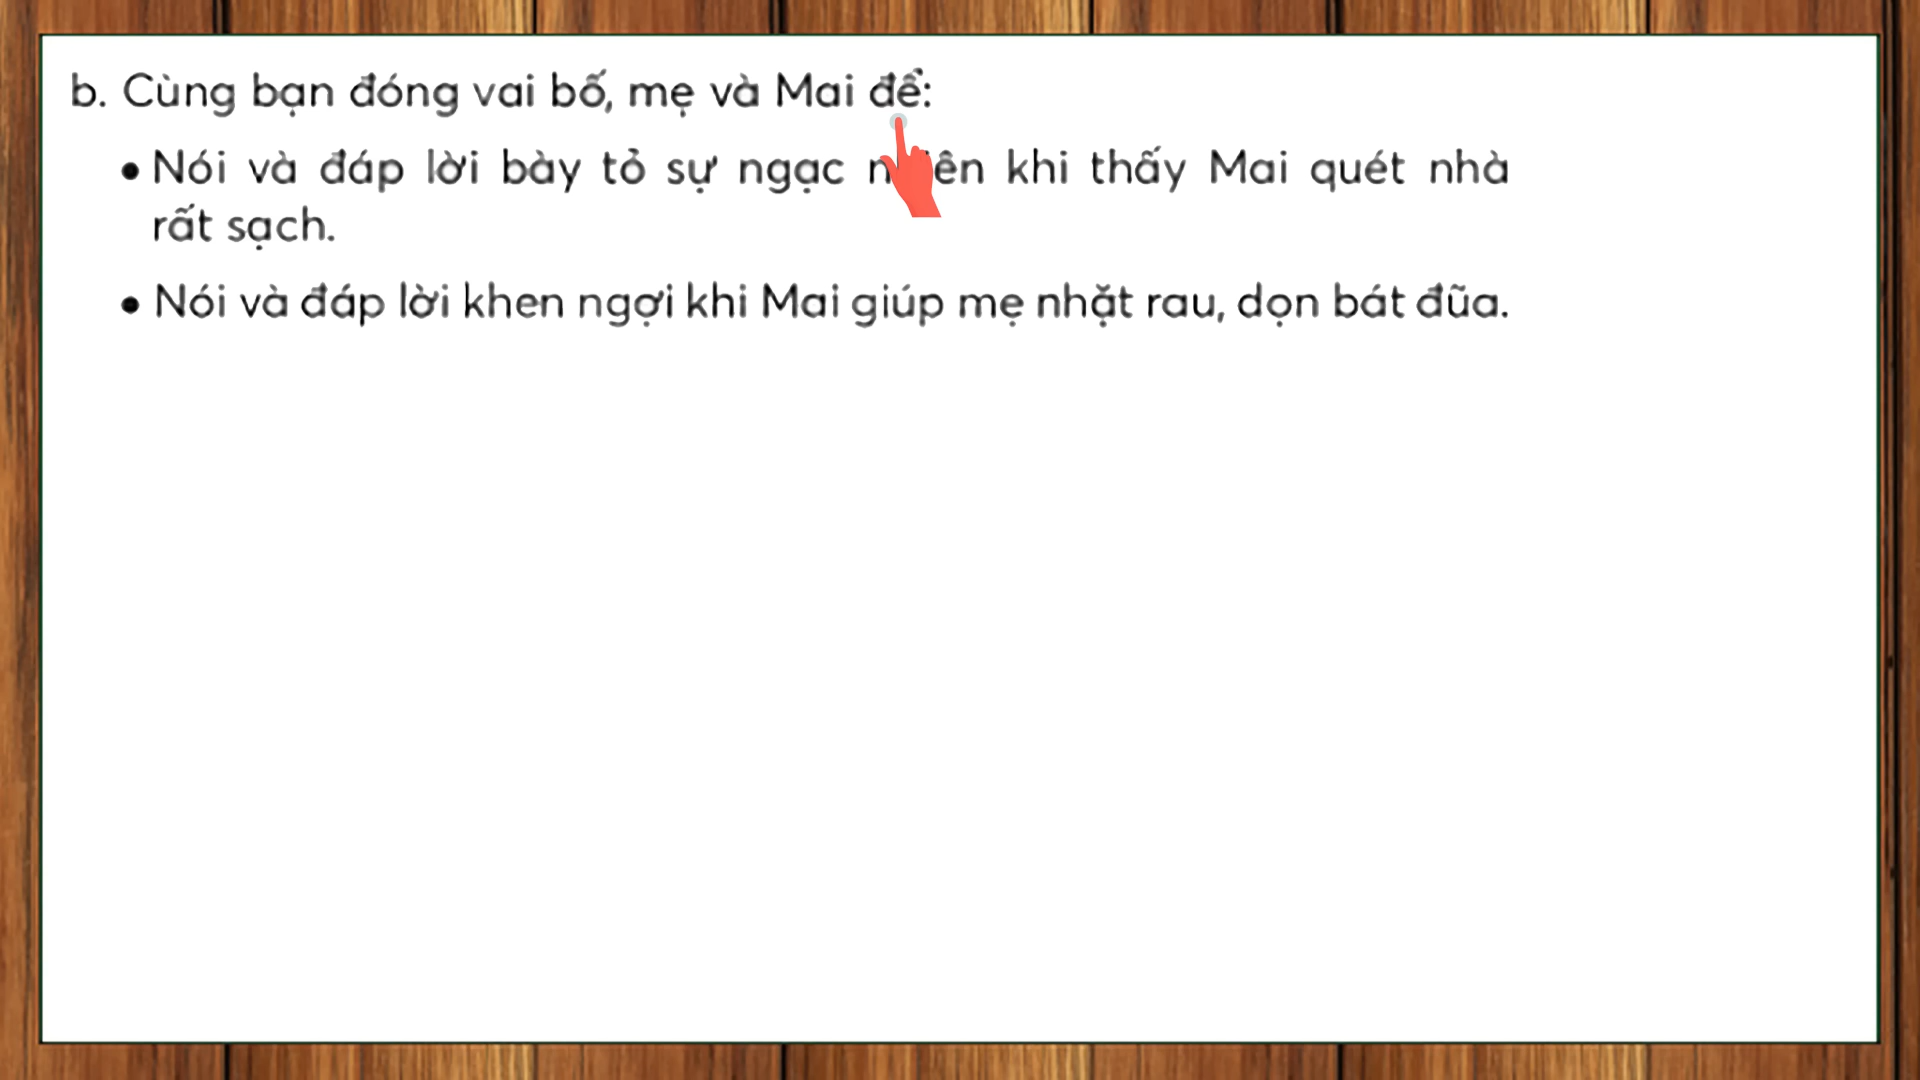 b. Cùng bạn đóng vai bố, mẹ và Mai để:
• Nói và đáp lời bày tỏ sự ngạc khi thấy Mai quét nhà
rất sạch.
• Nói và đáp lời khen ngợi khi Mai giúp mẹ nhặt rau, dọn bát đũa.